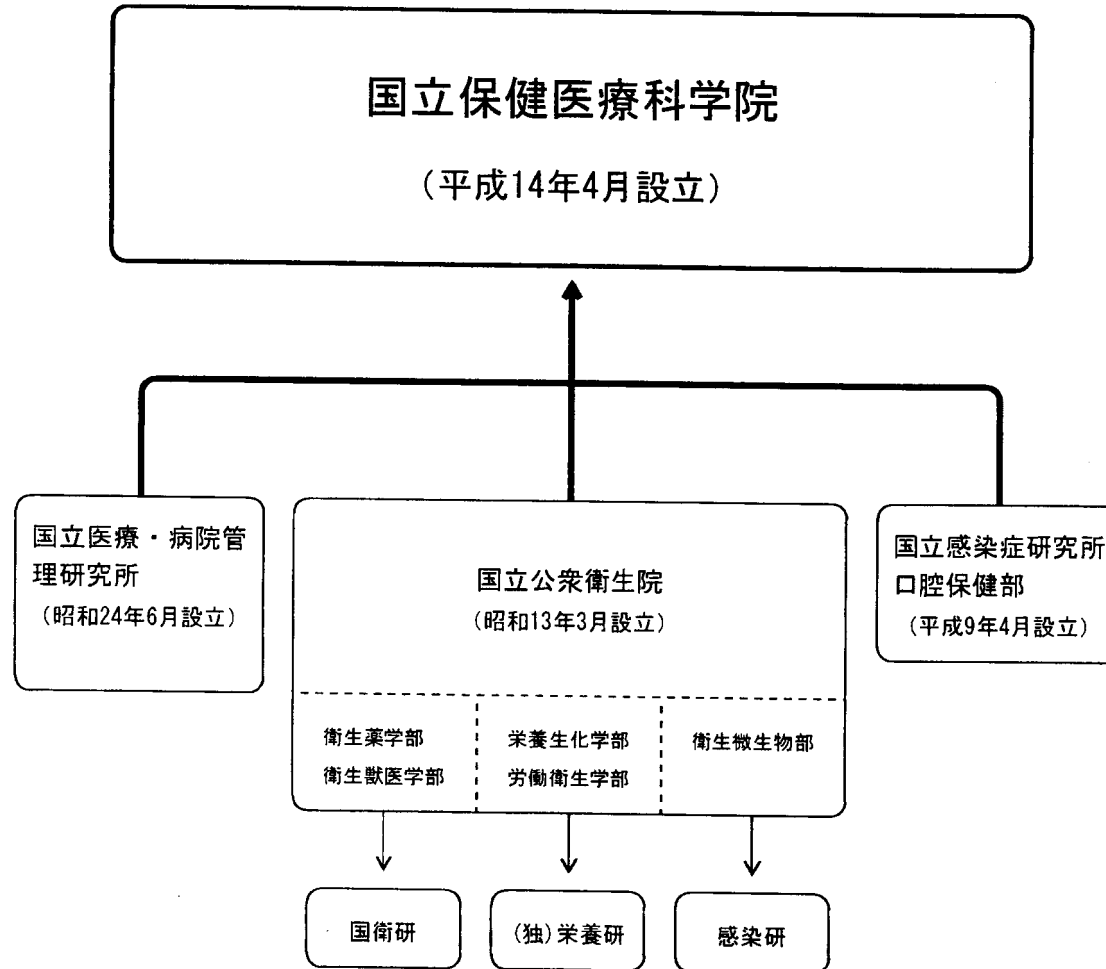 国立保健医療科学院
（平成14年4月設立）
国立医療・病院管
理研究所
（昭和24年6月設立）
国立公衆衛生院
（昭和13年3月設立）
国立感染症研究所
口腔保健部
（平成9年4月設立）
衛生薬学部
衛生獣医学部
栄養生化学部
労働衛生学部
衛生微生物部
国衛研
(独)栄養研
感染研